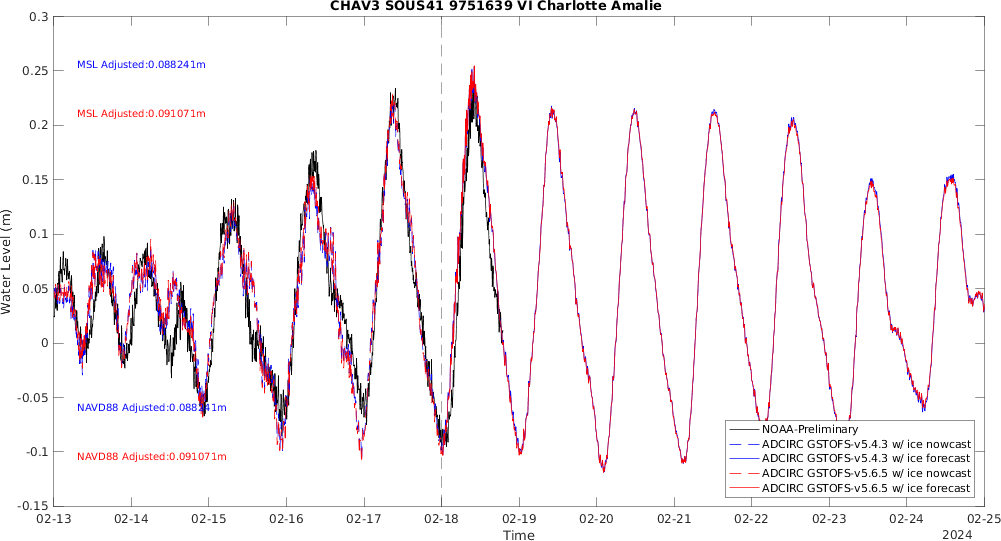 CHAV3 SOUS41 9751639 VI Charlotte Amalie
0.3
0.25
0.2
0.15
0.1
0.05
0
-0.05
-0.1
-0.15
Water Level (m)
MSL Adjusted:0.088241m
MSL Adjusted:0.091071m
NAVD88 Adjusted:0.088241m
NAVD88 Adjusted:0.091071m
NOAA-Preliminary
ADCIRC GSTOFS-v5.4.3 w/ ice nowcast
ADCIRC GSTOFS-v5.4.3 w/ ice forecast
ADCIRC GSTOFS-v5.6.5 w/ ice nowcast
ADCIRC GSTOFS-v5.6.5 w/ ice forecast
02-13 02-14 02-15 02-16 02-17 02-18 02-19 02-20 02-21 02-22 02-23 02-24 02-25
Time
2024